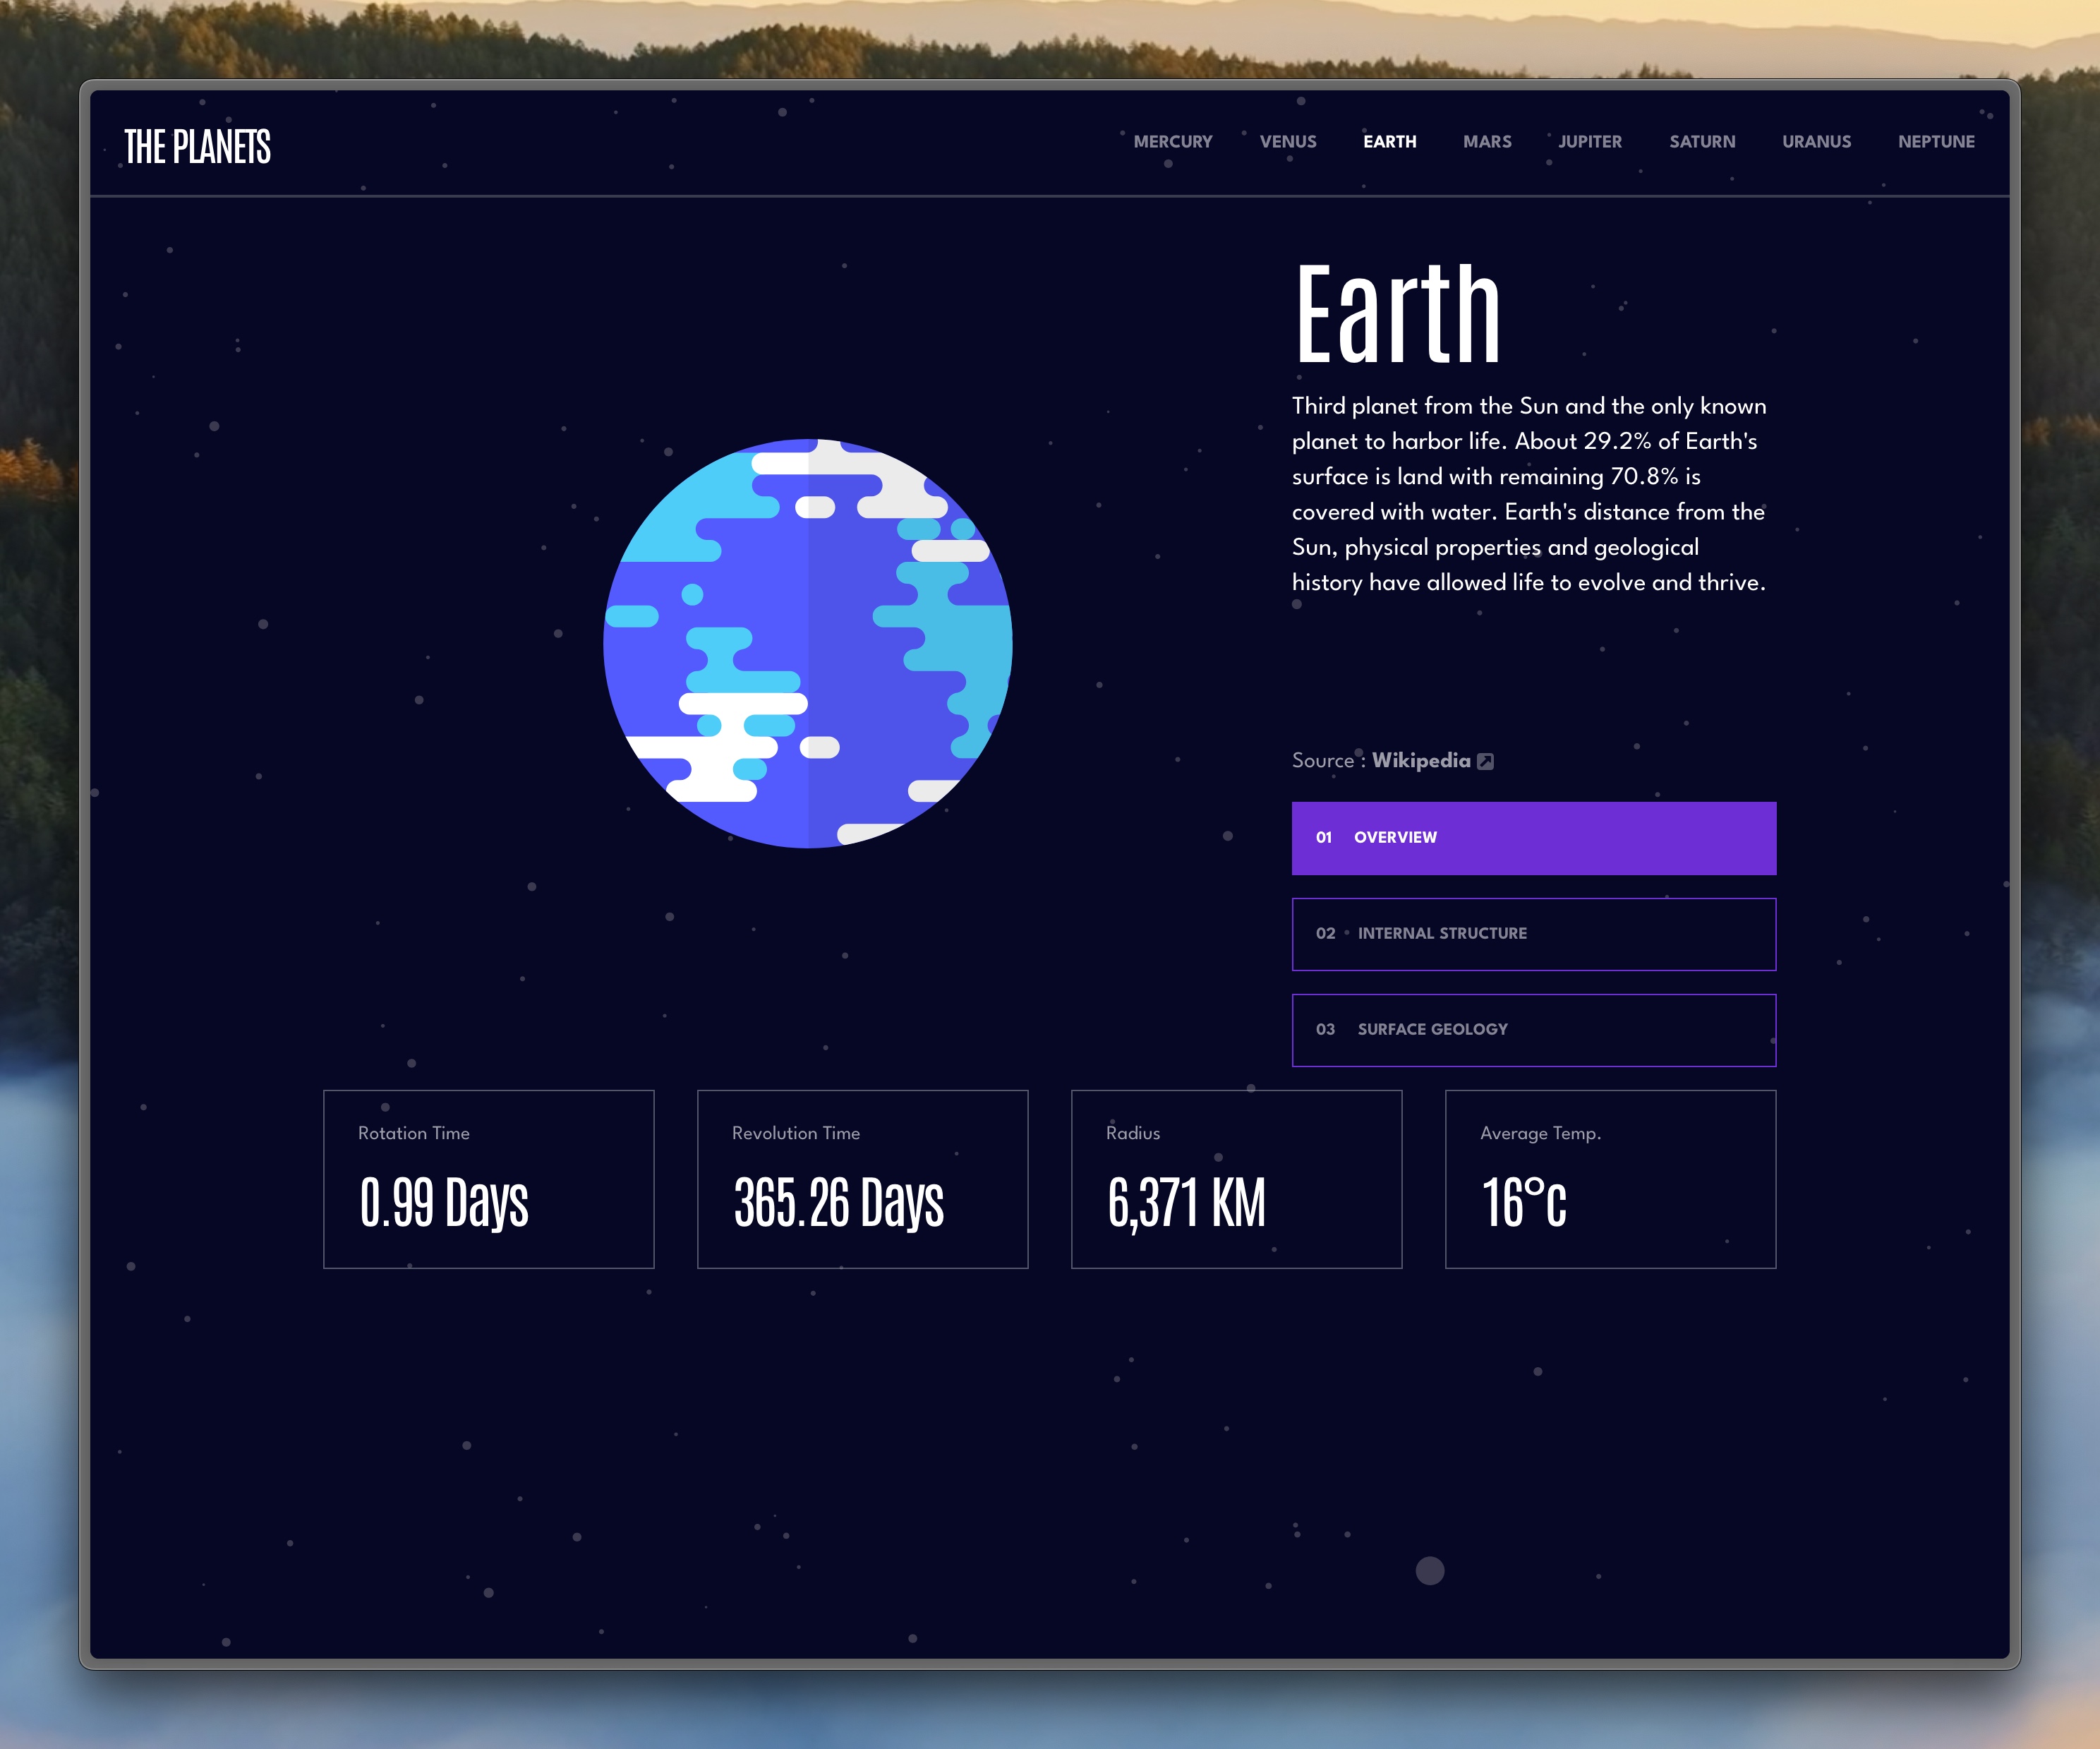 THE PLANETS
MERCURY VENUS EARTH MARS JUPITER SATURN URANUS NEPTUNE
Earth
Third planet from the Sun and the only known
planet to harbor life. About 29.2% of Earth's
surface is land with remaining 70.8% is
covered with water. Earth's distance from the
Sun, physical properties and geological
history have allowed life to evolve and thrive.
Source : Wikipedia
01 OVERVIEW
02 INTERNAL STRUCTURE
03 SURFACE GEOLOGY
Rotation Time
0.99 Days
Revolution Time
365.26 Days
Radius
6,371 KM
Average Temp.
16°c